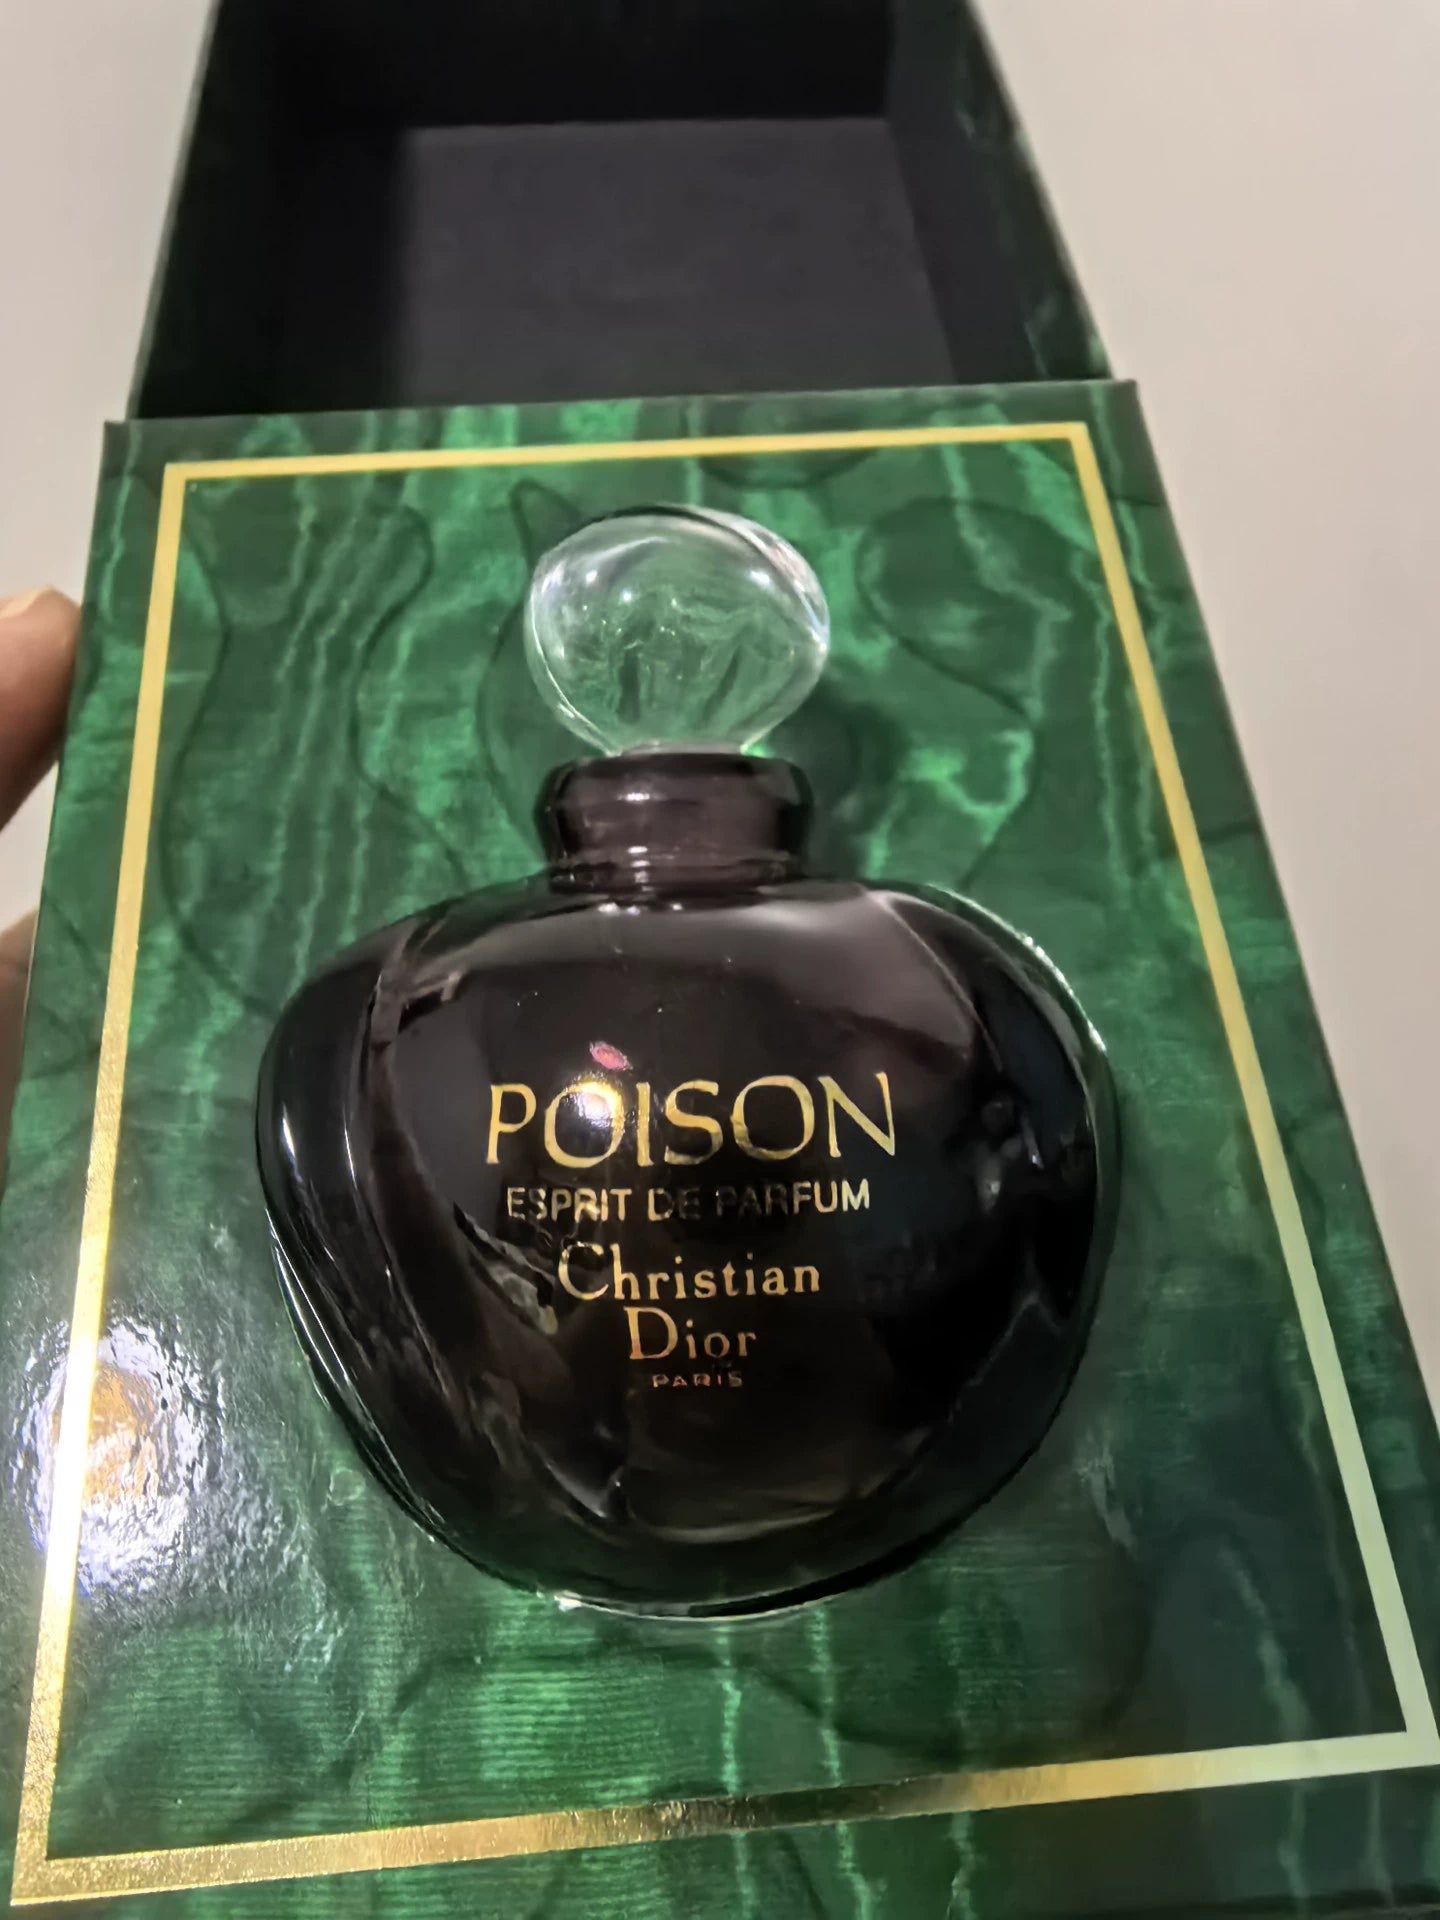 POISON
ESPRIT DE PARFUM
Christian
Dior
PARIS